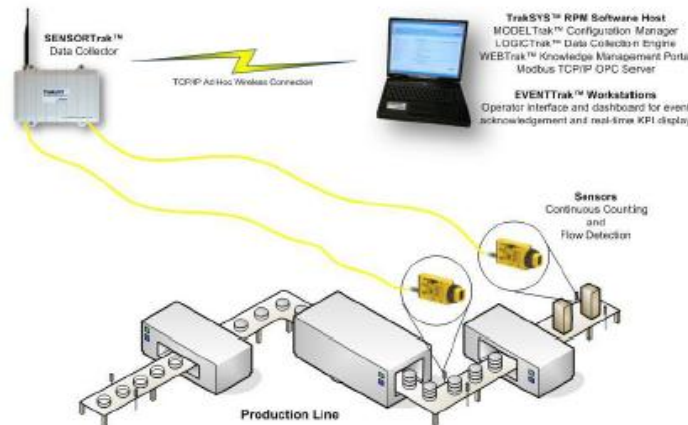 SENSORTrak™
Data Collector
TCP/IP Ad Hoc Wireless Connection
TrakSYS™ RPM Software Host
MODELTrak™ Configuration Manager
LOGICTrak™ Data Collection Engine
WEBTrak™ Knowledge Management Porta
Modbus TCP/IP OPC Server
EVENTTrak™ Workstations
Operator interface and dashboard for event
acknowledgement and real-time KPI display
Sensors
Continuous Counting
and
Flow Detection
Production Line